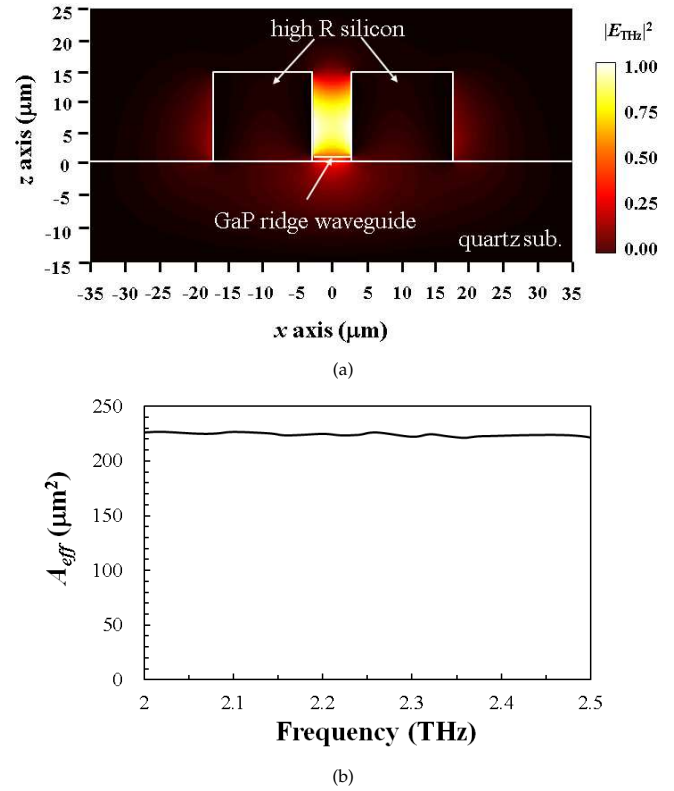 high R silicon
GaP ridge waveguide
quartz sub.
z axis (μm)
25
20
15
10
5
0
-5
-10
-15
-35 -30 -25 -20 -15 -10 -5 0 5 10 15 20 25 30 35
x axis (μm)
|E_THz|²
1.00
0.75
0.50
0.25
0.00
(a)
A_eff (μm²)
250
200
150
100
50
0
2 2.1 2.2 2.3 2.4 2.5
Frequency (THz)
(b)